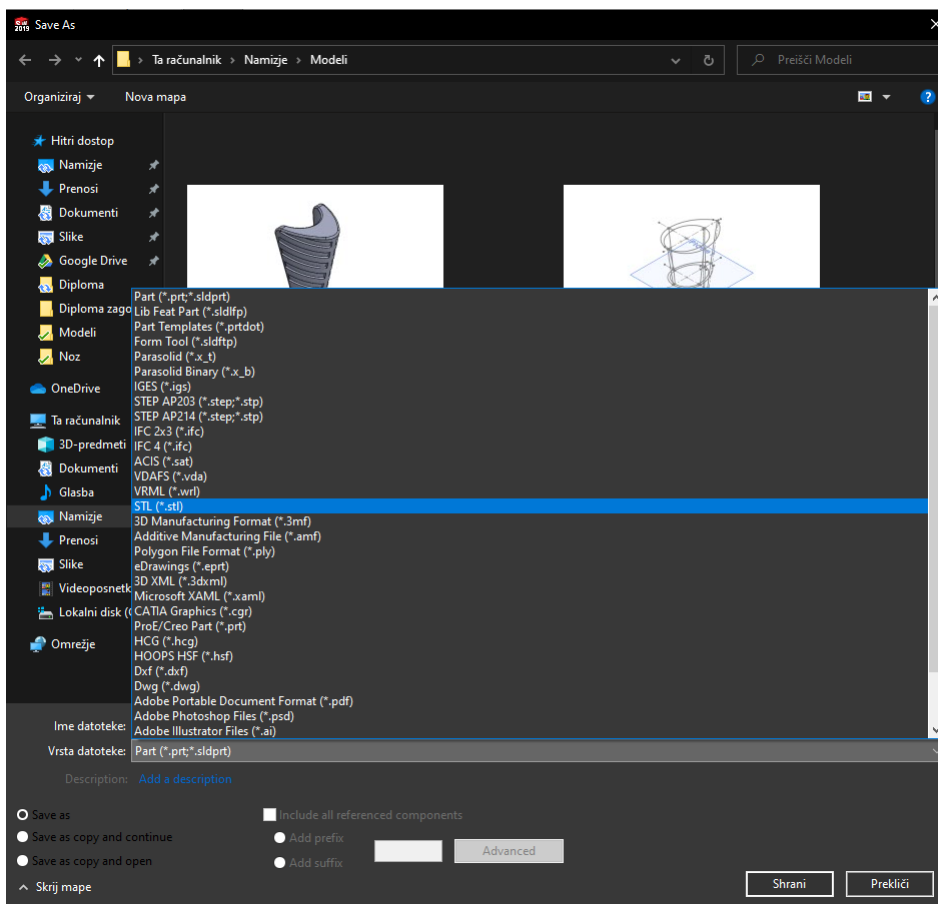 SW 2019 Save As
Ta računalnik > Namizje > Modeli
Preišči Modeli
Organiziraj
Nova mapa
?
Hitri dostop
Namizje
Prenosi
Dokumenti
Slike
Google Drive
Diploma
Diploma zago
Modeli
Noz
OneDrive
Ta računalnik
3D-predmeti
Dokumenti
Glasba
Namizje
Prenosi
Slike
Videoposnetk
Lokalni disk (
Omrežje
Part (*.prt;*.sldprt)
Lib Feat Part (*.sldlfp)
Part Templates (*.prtdot)
Form Tool (*.sldftp)
Parasolid (*.x_t)
Parasolid Binary (*.x_b)
IGES (*.igs)
STEP AP203 (*.step;*.stp)
STEP AP214 (*.step;*.stp)
IFC 2x3 (*.ifc)
IFC 4 (*.ifc)
ACIS (*.sat)
VDAFS (*.vda)
VRML (*.wrl)
STL (*.stl)
3D Manufacturing Format (*.3mf)
Additive Manufacturing File (*.amf)
Polygon File Format (*.ply)
eDrawings (*.eprt)
3D XML (*.3dxml)
Microsoft XAML (*.xaml)
CATIA Graphics (*.cgr)
ProE/Creo Part (*.prt)
HCG (*.hcg)
HOOPS HSF (*.hsf)
Dxf (*.dxf)
Dwg (*.dwg)
Adobe Portable Document Format (*.pdf)
Adobe Photoshop Files (*.psd)
Adobe Illustrator Files (*.ai)
Ime datoteke:
Vrsta datoteke: Part (*.prt;*.sldprt)
Description: Add a description
Save as
Save as copy and continue
Save as copy and open
Include all referenced components
Add prefix
Add suffix
Advanced
Skrij mape
Shrani
Prekliči